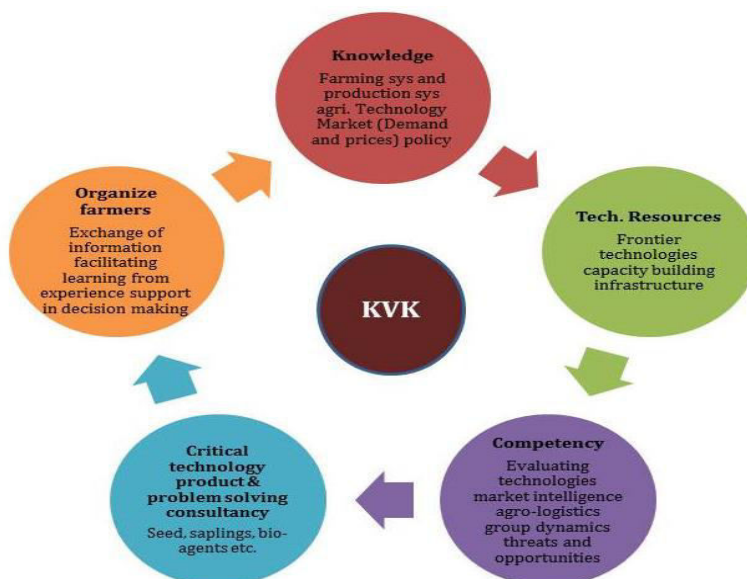 Knowledge
Farming sys and
production sys
agri. Technology
Market (Demand
and prices) policy
Tech. Resources
Frontier
technologies
capacity building
infrastructure
Competency
Evaluating
technologies
market intelligence
agro-logistics
group dynamics
threats and
opportunities
Critical
technology
product &
problem solving
consultancy
Seed, saplings, bio-
agents etc.
Organize
farmers
Exchange of
information
facilitating
learning from
experience support
in decision making
KVK